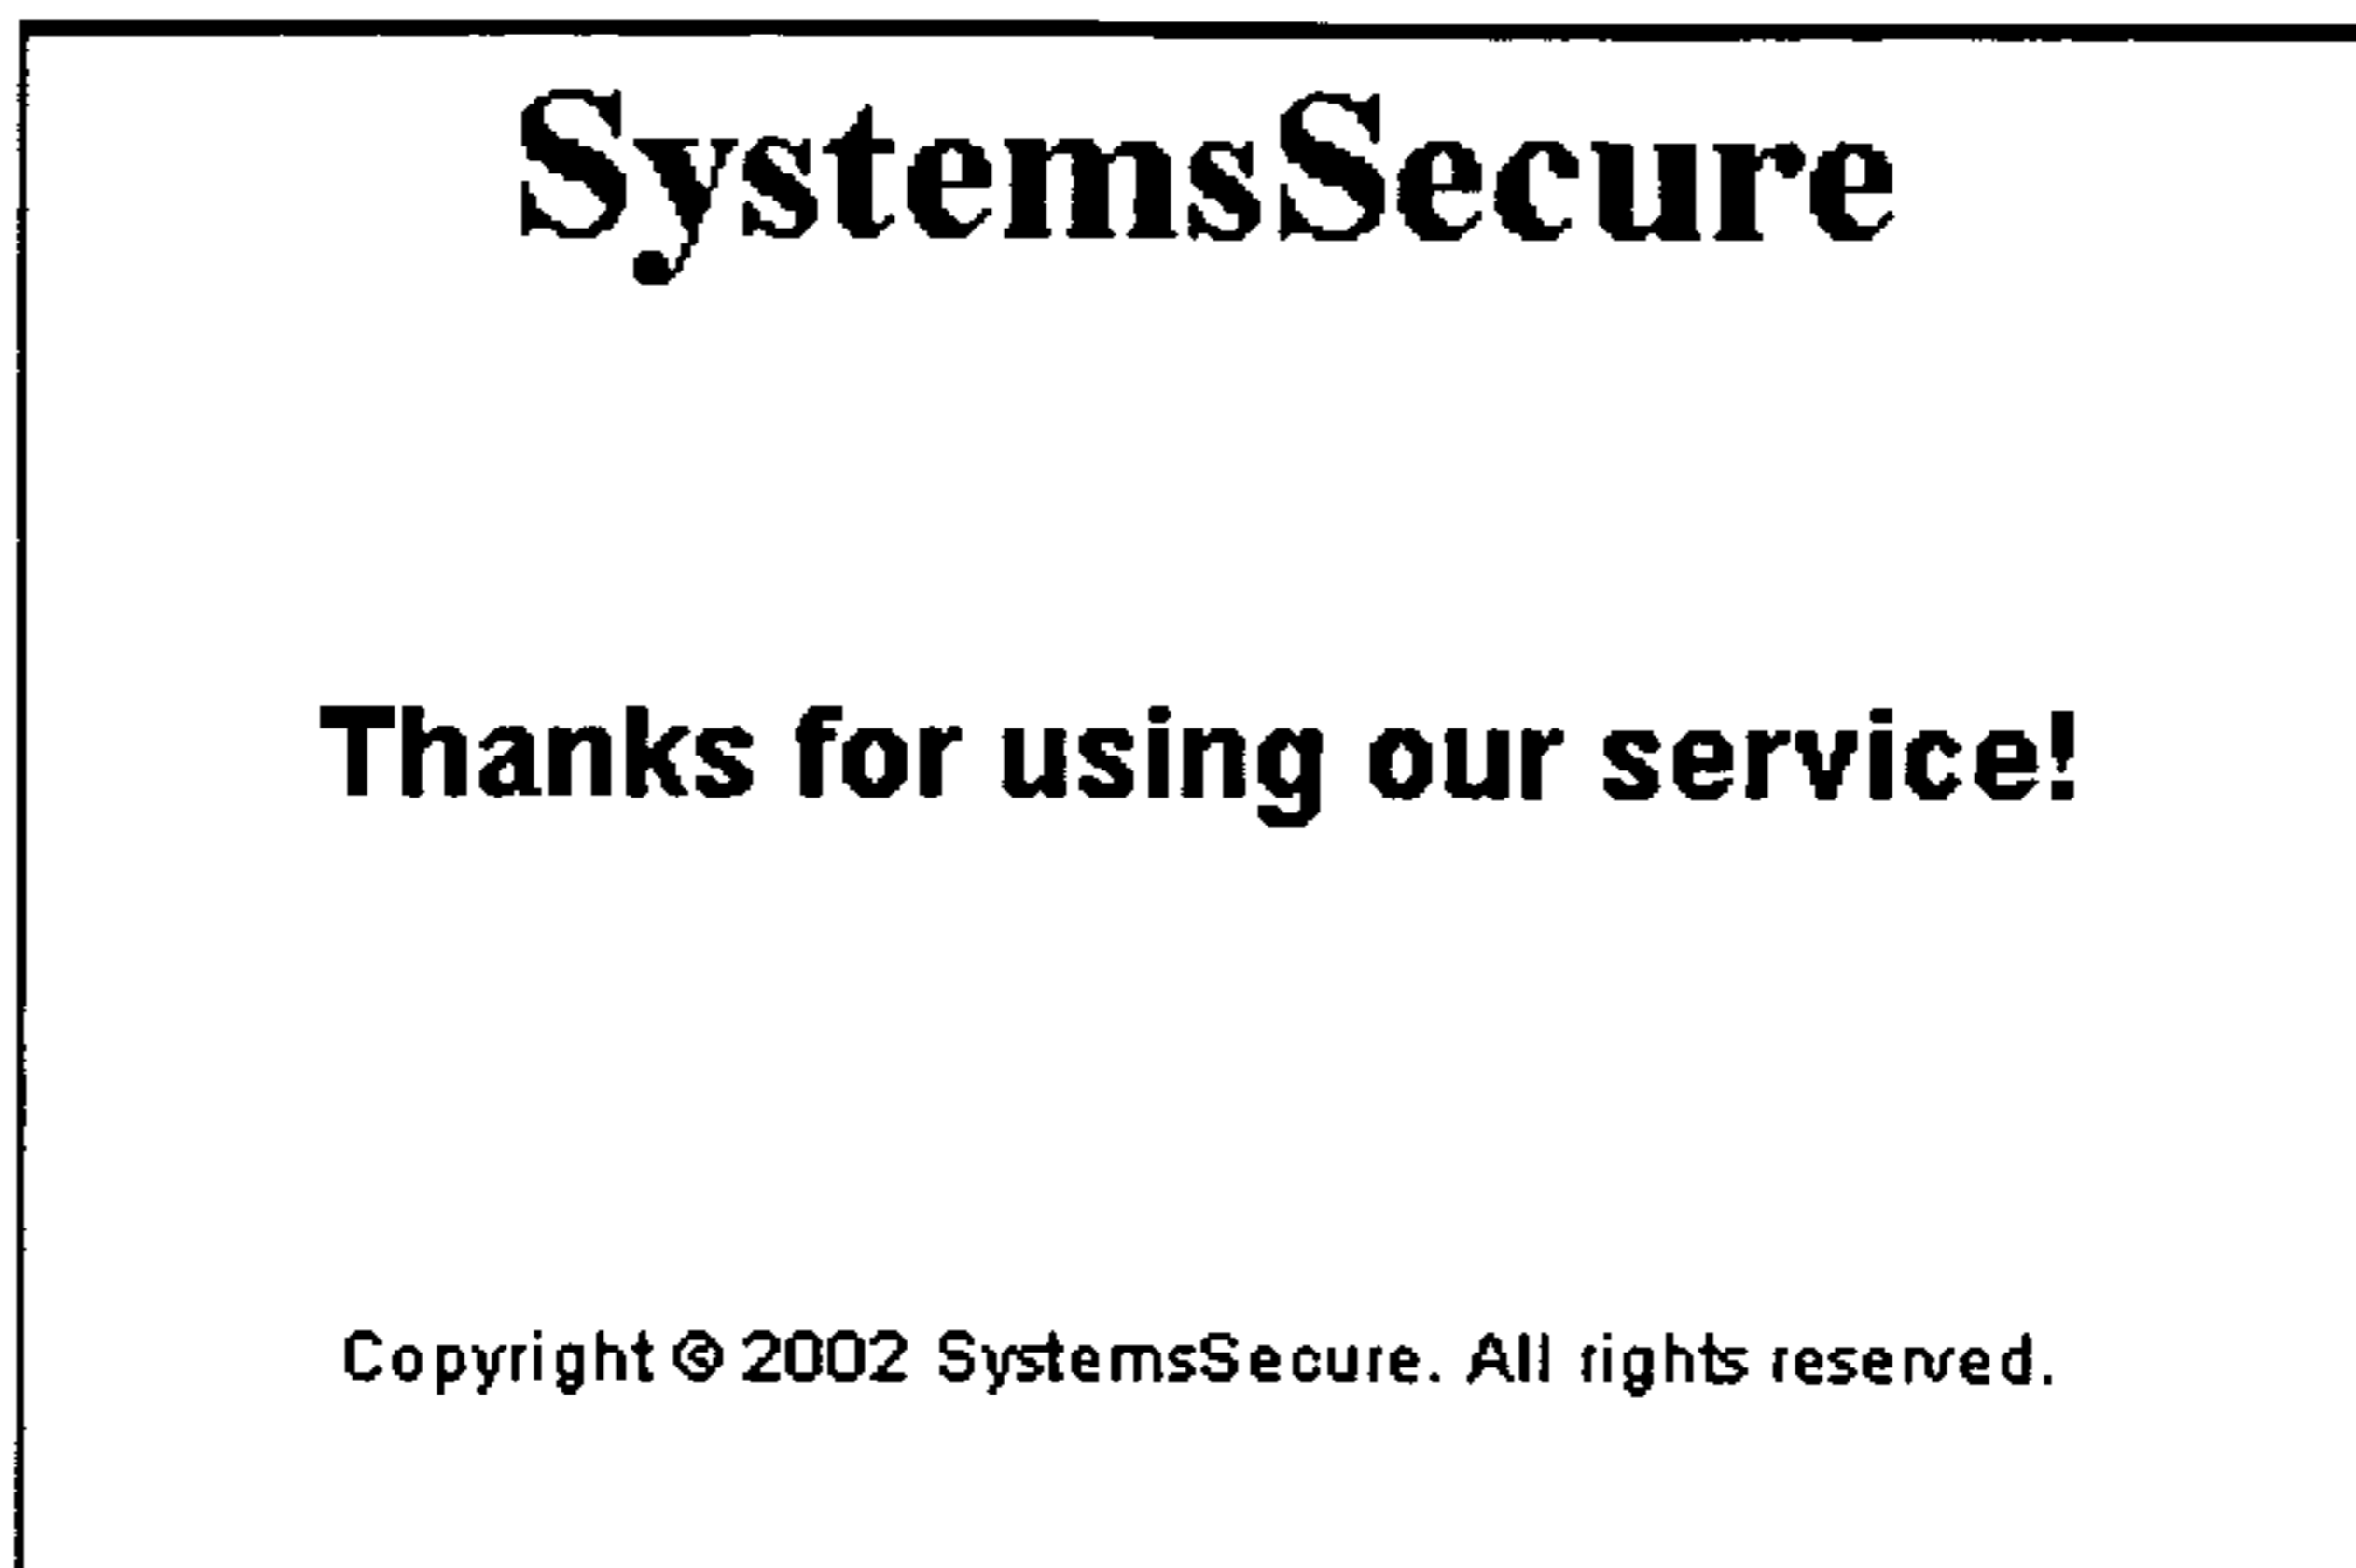 SystemsSecure
Thanks for using our service!
Copyright © 2002 SystemsSecure. All rights reserved.